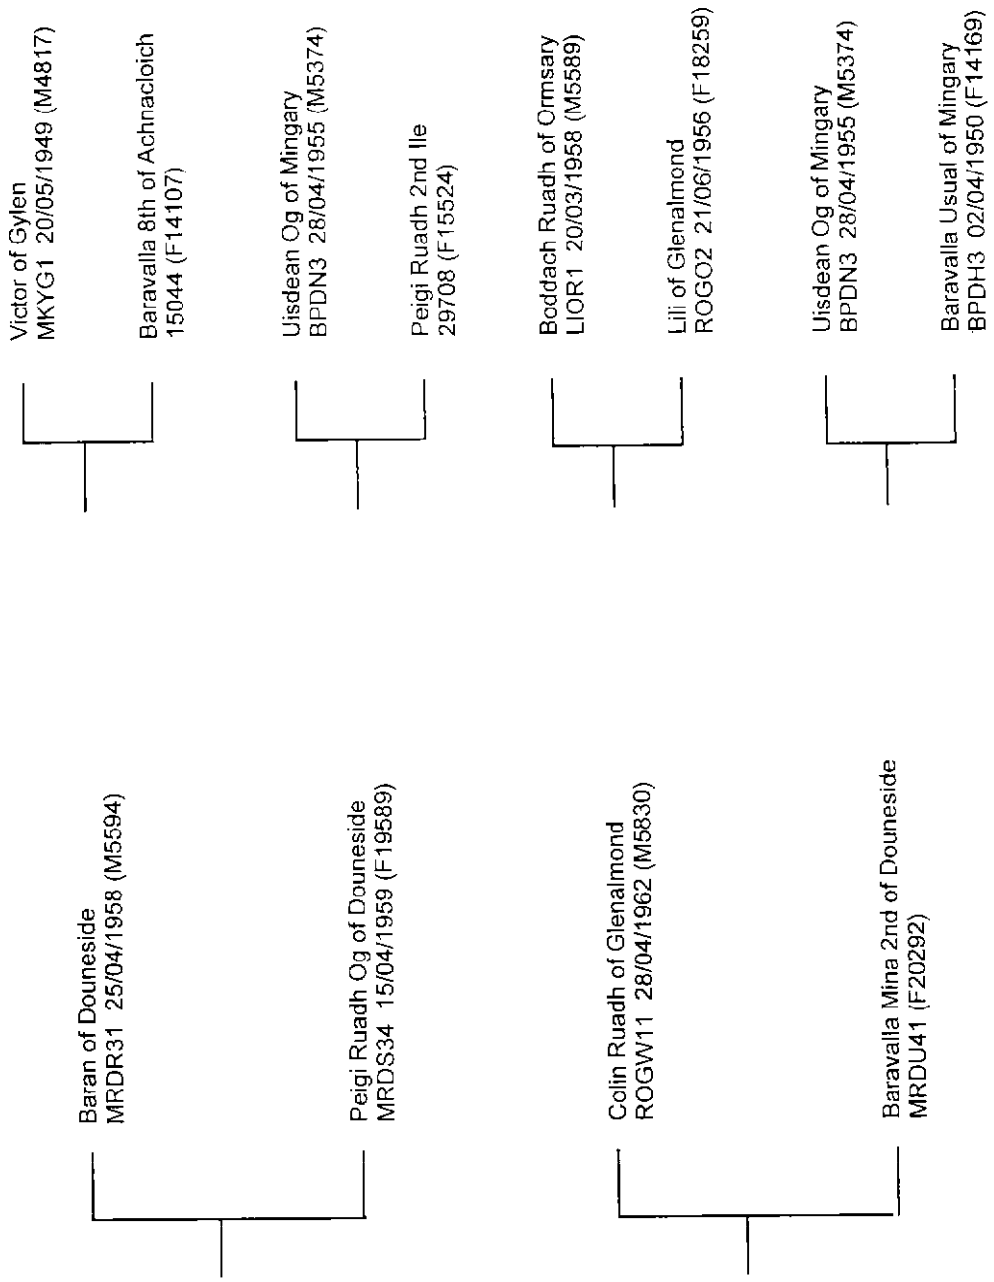 Victor of Gylen
MKYG1 20/05/1949 (M4817)
Baravalla 8th of Achnacloich
15044 (F14107)
Uisdean Og of Mingary
BPDN3 28/04/1955 (M5374)
Peigi Ruadh 2nd Ile
29708 (F15524)
Boddach Ruadh of Ormsary
LIOR1 20/03/1958 (M5589)
Lili of Glenalmond
ROGO2 21/06/1956 (F18259)
Uisdean Og of Mingary
BPDN3 28/04/1955 (M5374)
Baravalla Usual of Mingary
BPDH3 02/04/1950 (F14169)
Baran of Douneside
MRDR31 25/04/1958 (M5594)
Peigi Ruadh Og of Douneside
MRDS34 15/04/1959 (F19589)
Colin Ruadh of Glenalmond
ROGW11 28/04/1962 (M5830)
Baravalla Mina 2nd of Douneside
MRDU41 (F20292)